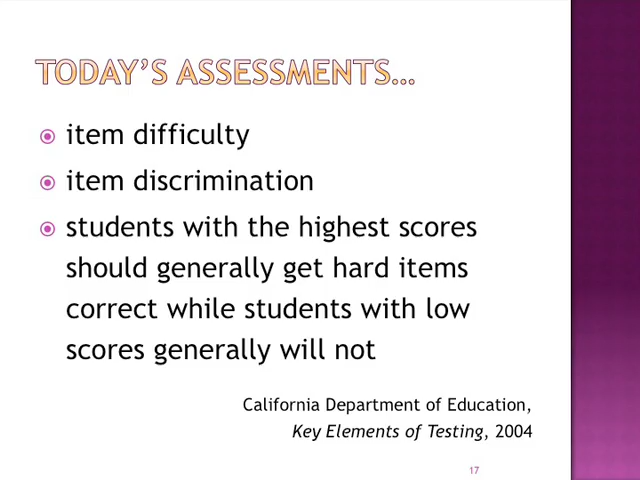 TODAY’S ASSESSMENTS…
item difficulty
item discrimination
students with the highest scores
should generally get hard items
correct while students with low
scores generally will not
California Department of Education,
Key Elements of Testing, 2004
17